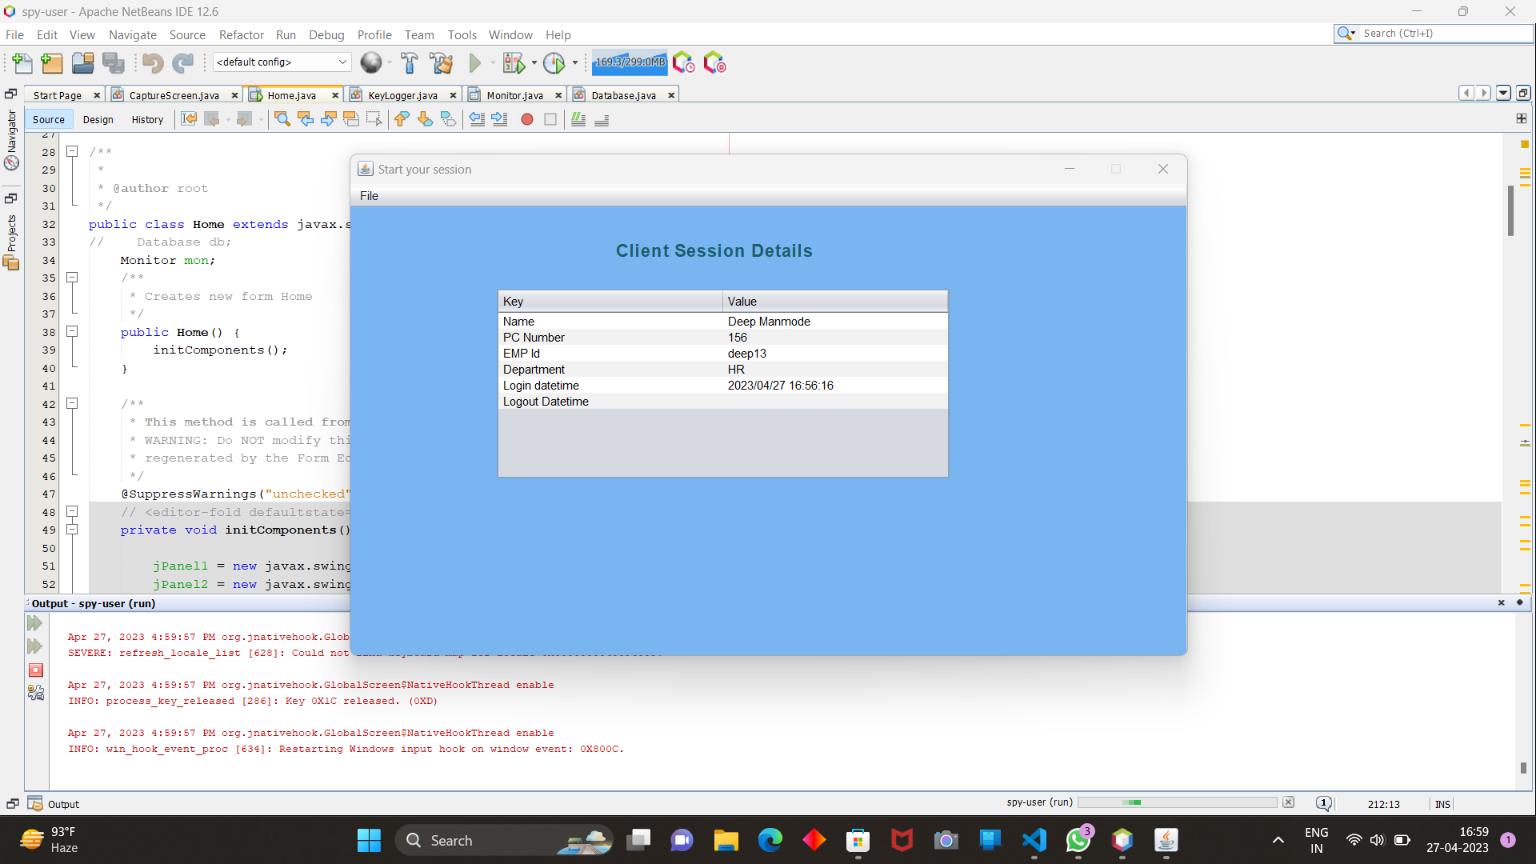 spy-user - Apache NetBeans IDE 12.6
File Edit View Navigate Source Refactor Run Debug Profile Team Tools Window Help
Search (Ctrl+I)
<default config>
169.3/299.0MB
Start Page CaptureScreen.java Home.java KeyLogger.java Monitor.java Database.java
Source Design History
Navigator
Projects
27
28 /**
29 *
30 * @author root
31 */
32 public class Home extends javax.s
33 // Database db;
34 Monitor mon;
35 /**
36 * Creates new form Home
37 */
38 public Home() {
39 initComponents();
40 }
41
42 /**
43 * This method is called from
44 * WARNING: Do NOT modify thi
45 * regenerated by the Form Ed
46 */
47 @SuppressWarnings("unchecked"
48 // <editor-fold defaultstate=
49 private void initComponents()
50
51 jPanel1 = new javax.swing
52 jPanel2 = new javax.swing
Start your session
File
Client Session Details
Key Value
Name Deep Manmode
PC Number 156
EMP Id deep13
Department HR
Login datetime 2023/04/27 16:56:16
Logout Datetime
Output - spy-user (run)
Apr 27, 2023 4:59:57 PM org.jnativehook.Glob
SEVERE: refresh_locale_list [628]: Could not
Apr 27, 2023 4:59:57 PM org.jnativehook.GlobalScreen$NativeHookThread enable
INFO: process_key_released [286]: Key 0X1C released. (0XD)
Apr 27, 2023 4:59:57 PM org.jnativehook.GlobalScreen$NativeHookThread enable
INFO: win_hook_event_proc [634]: Restarting Windows input hook on window event: 0X800C.
Output
spy-user (run)
1
212:13
INS
93°F
Haze
Search
3
ENG
IN
16:59
27-04-2023
1